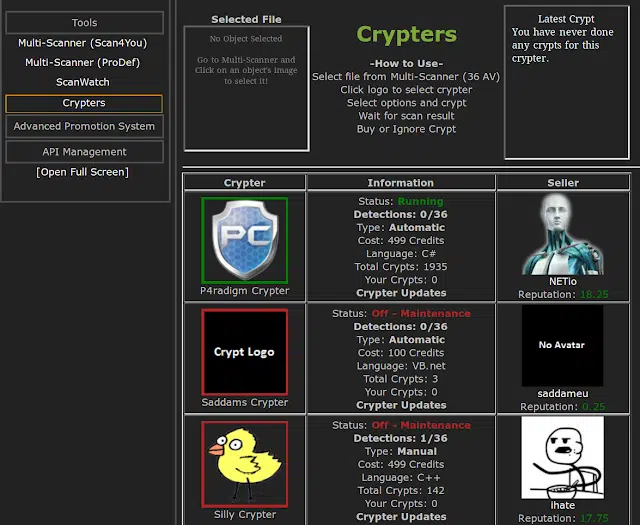 Tools
Multi-Scanner (Scan4You)
Multi-Scanner (ProDef)
ScanWatch
Crypters
Advanced Promotion System
API Management
[Open Full Screen]
Selected File
No Object Selected
Go to Multi-Scanner and
Click on an object's image
to select it!
Crypters
-How to Use-
Select file from Multi-Scanner (36 AV)
Click logo to select crypter
Select options and crypt
Wait for scan result
Buy or Ignore Crypt
Latest Crypt
You have never done
any crypts for this
crypter.
Crypter Information Seller
PC
P4radigm Crypter
Status: Running
Detections: 0/36
Type: Automatic
Cost: 499 Credits
Language: C#
Total Crypts: 1935
Your Crypts: 0
Crypter Updates
NETio
Reputation: 18.25
Crypt Logo
Saddams Crypter
Status: Off - Maintenance
Detections: 0/36
Type: Automatic
Cost: 100 Credits
Language: VB.net
Total Crypts: 3
Your Crypts: 0
Crypter Updates
No Avatar
saddameu
Reputation: 0.25
Silly Crypter
Status: Off - Maintenance
Detections: 1/36
Type: Manual
Cost: 499 Credits
Language: C++
Total Crypts: 142
Your Crypts: 0
Crypter Updates
ihate
Reputation: 17.75